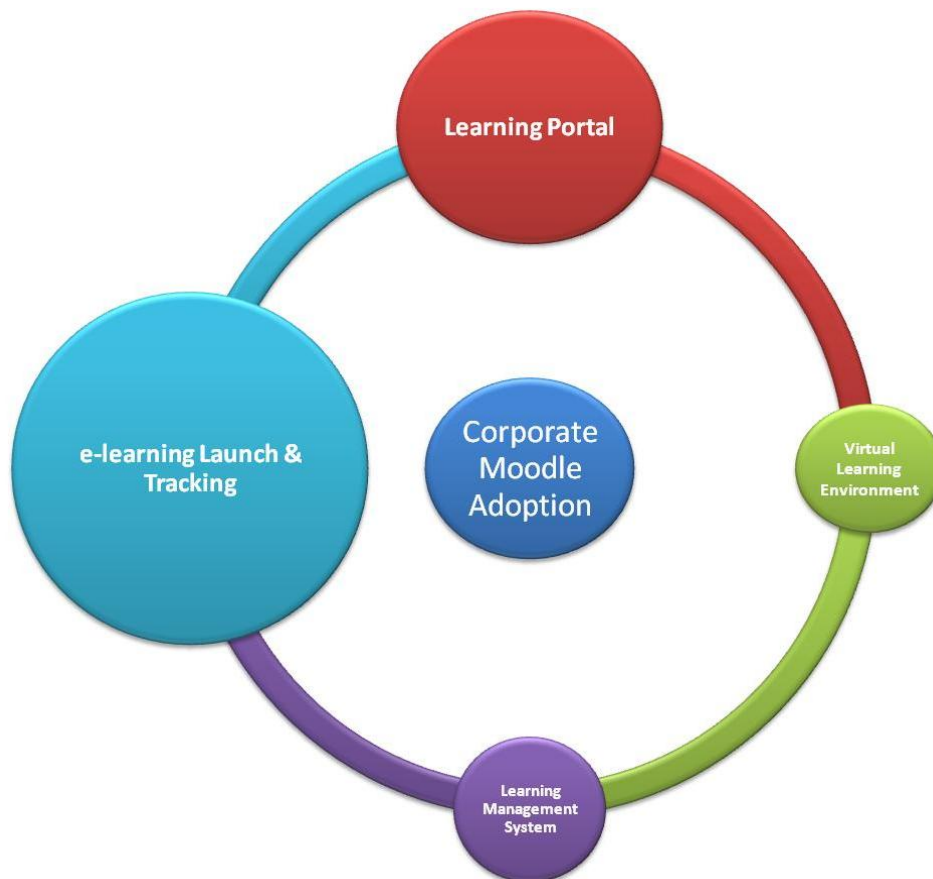 Learning Portal
e-learning Launch &
Tracking
Corporate
Moodle
Adoption
Virtual
Learning
Environment
Learning
Management
System